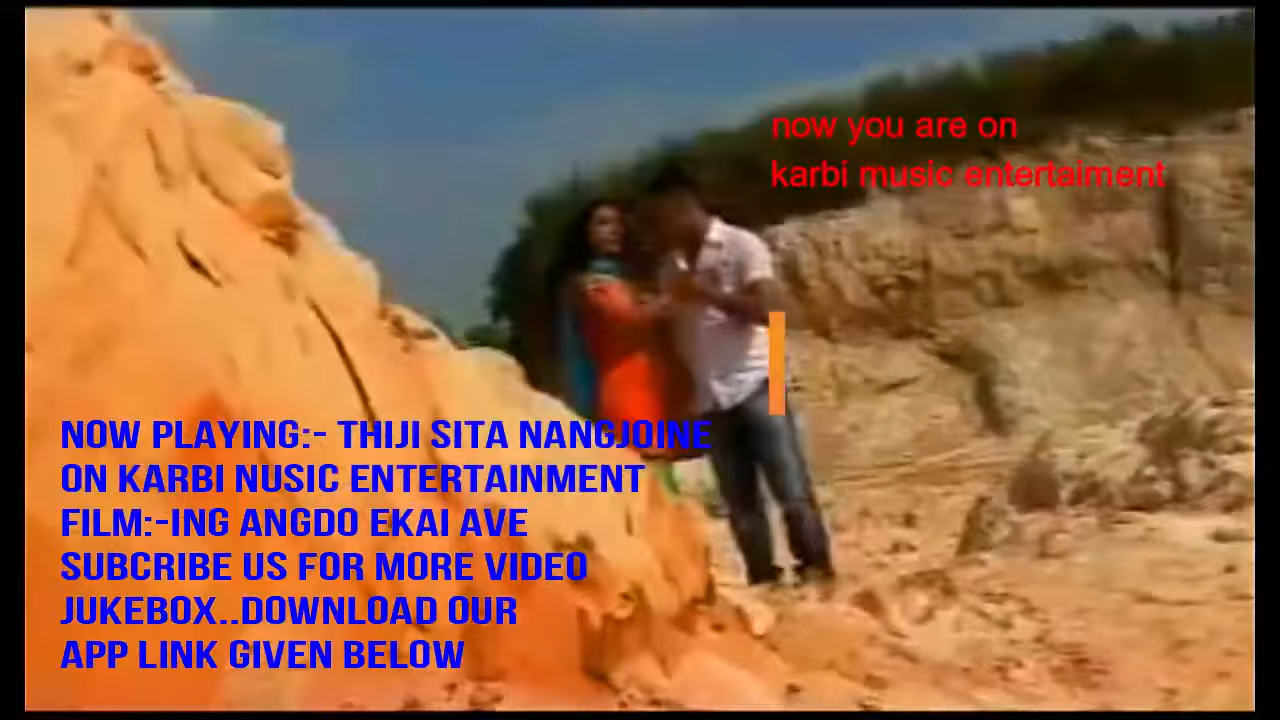 now you are on
karbi music entertaiment
NOW PLAYING:- THIJI SITA NANGJOINE
ON KARBI NUSIC ENTERTAINMENT
FILM:-ING ANGDO EKAI AVE
SUBCRIBE US FOR MORE VIDEO
JUKEBOX..DOWNLOAD OUR
APP LINK GIVEN BELOW